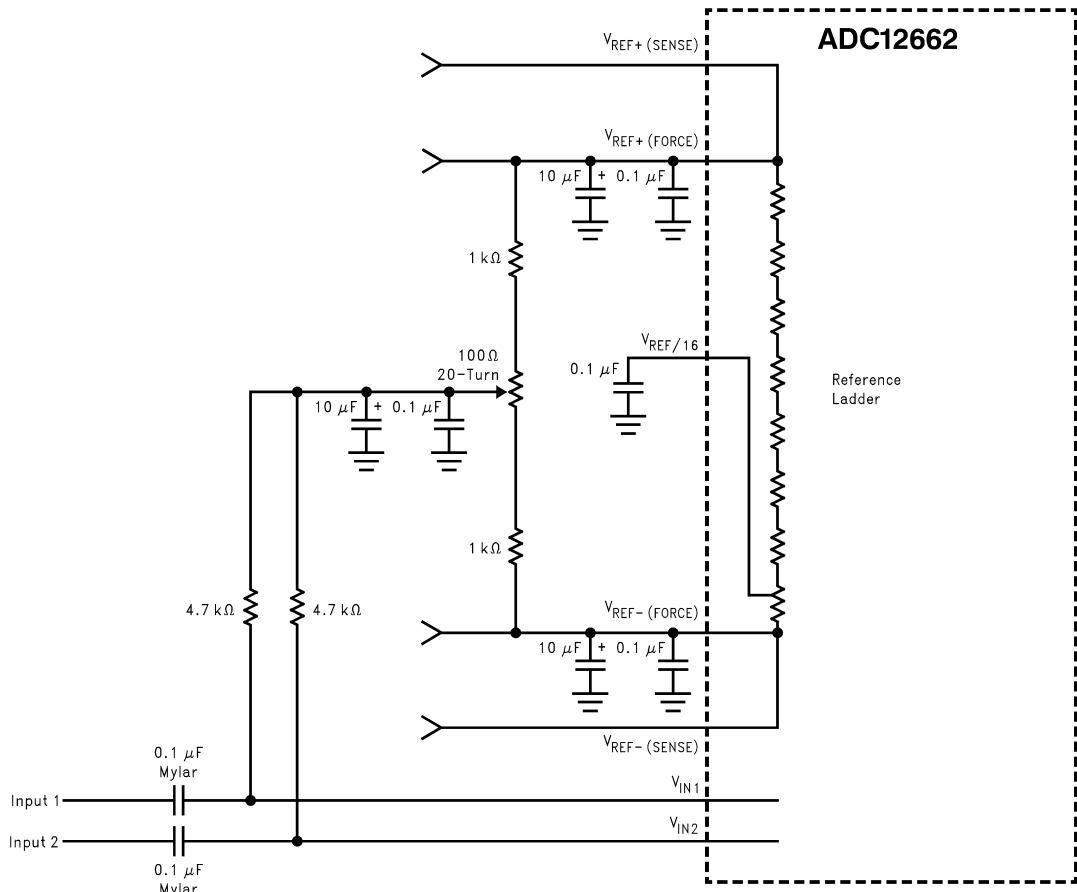 ADC12662
VREF+ (SENSE)
VREF+ (FORCE)
10 μF + 0.1 μF
1 kΩ
VREF/16
100Ω
20-Turn
0.1 μF
Reference
Ladder
10 μF + 0.1 μF
1 kΩ
4.7 kΩ
4.7 kΩ
VREF− (FORCE)
10 μF + 0.1 μF
VREF− (SENSE)
0.1 μF
Mylar
VIN1
Input 1
VIN2
Input 2
0.1 μF
Mylar